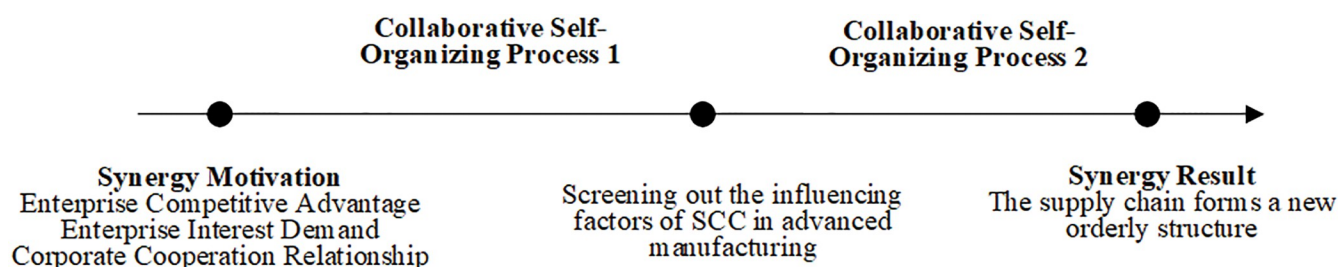 Collaborative Self-
Organizing Process 1
Collaborative Self-
Organizing Process 2
Synergy Motivation
Enterprise Competitive Advantage
Enterprise Interest Demand
Corporate Cooperation Relationship
Screening out the influencing
factors of SCC in advanced
manufacturing
Synergy Result
The supply chain forms a new
orderly structure